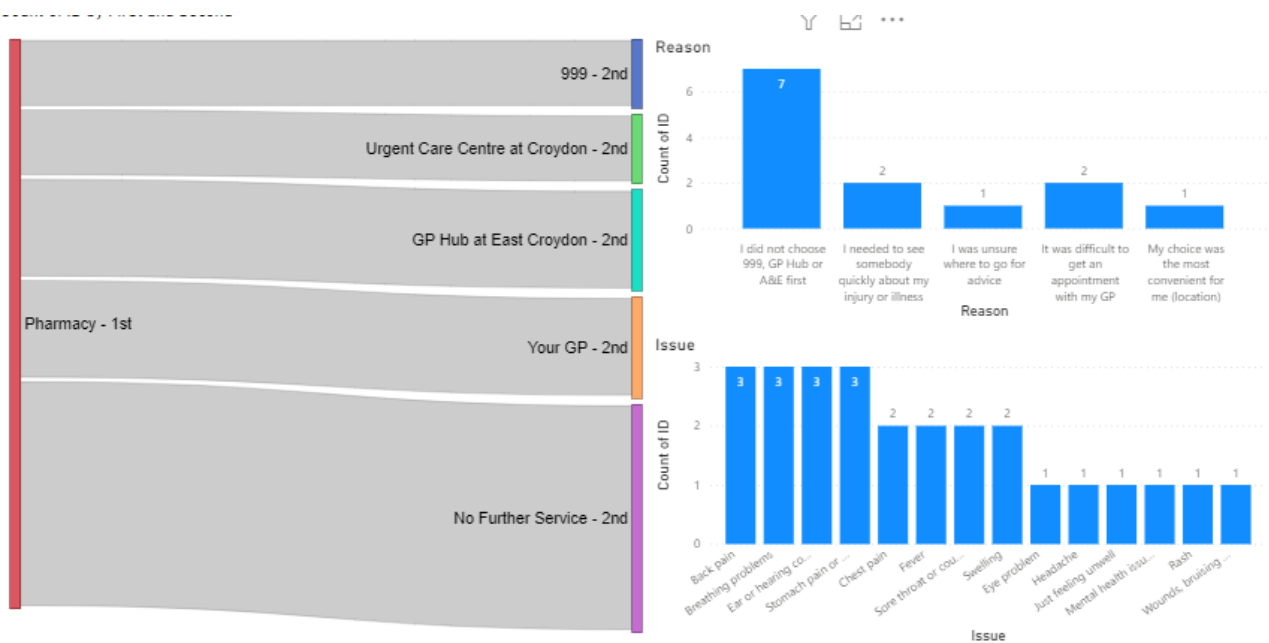 Count of ID by First and Second
999 - 2nd
Urgent Care Centre at Croydon - 2nd
GP Hub at East Croydon - 2nd
Pharmacy - 1st
Your GP - 2nd
No Further Service - 2nd
Reason
Count of ID
6
4
2
0
7
2
1
2
1
I did not choose
999, GP Hub or
A&E first
I needed to see
somebody
quickly about my
injury or illness
I was unsure
where to go for
advice
It was difficult to
get an
appointment
with my GP
My choice was
the most
convenient for
me (location)
Reason
Issue
Count of ID
3
2
1
0
3
3
3
3
2
2
2
2
1
1
1
1
1
1
Back pain
Breathing problems
Ear or hearing co...
Stomach pain or ...
Chest pain
Fever
Sore throat or cou...
Swelling
Eye problem
Headache
Just feeling unwell
Mental health issu...
Rash
Wounds, bruising ...
Issue